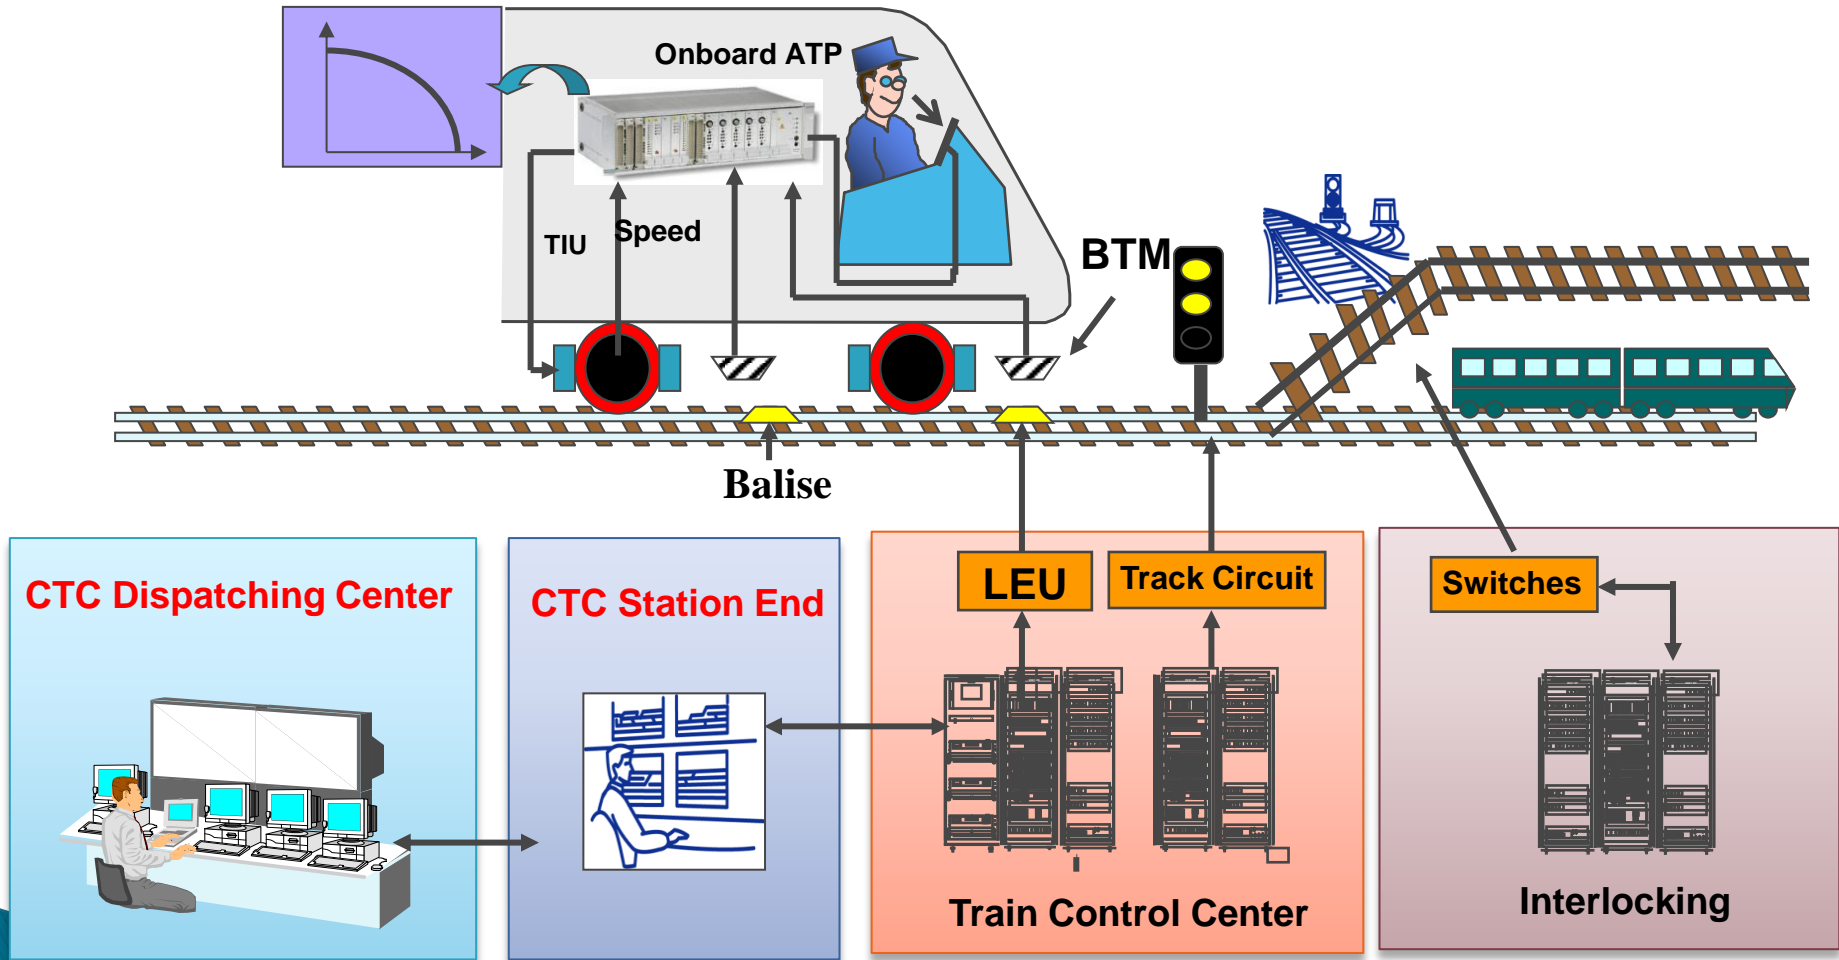 Onboard ATP
TIU
Speed
BTM
Balise
CTC Dispatching Center
CTC Station End
LEU
Track Circuit
Switches
Train Control Center
Interlocking